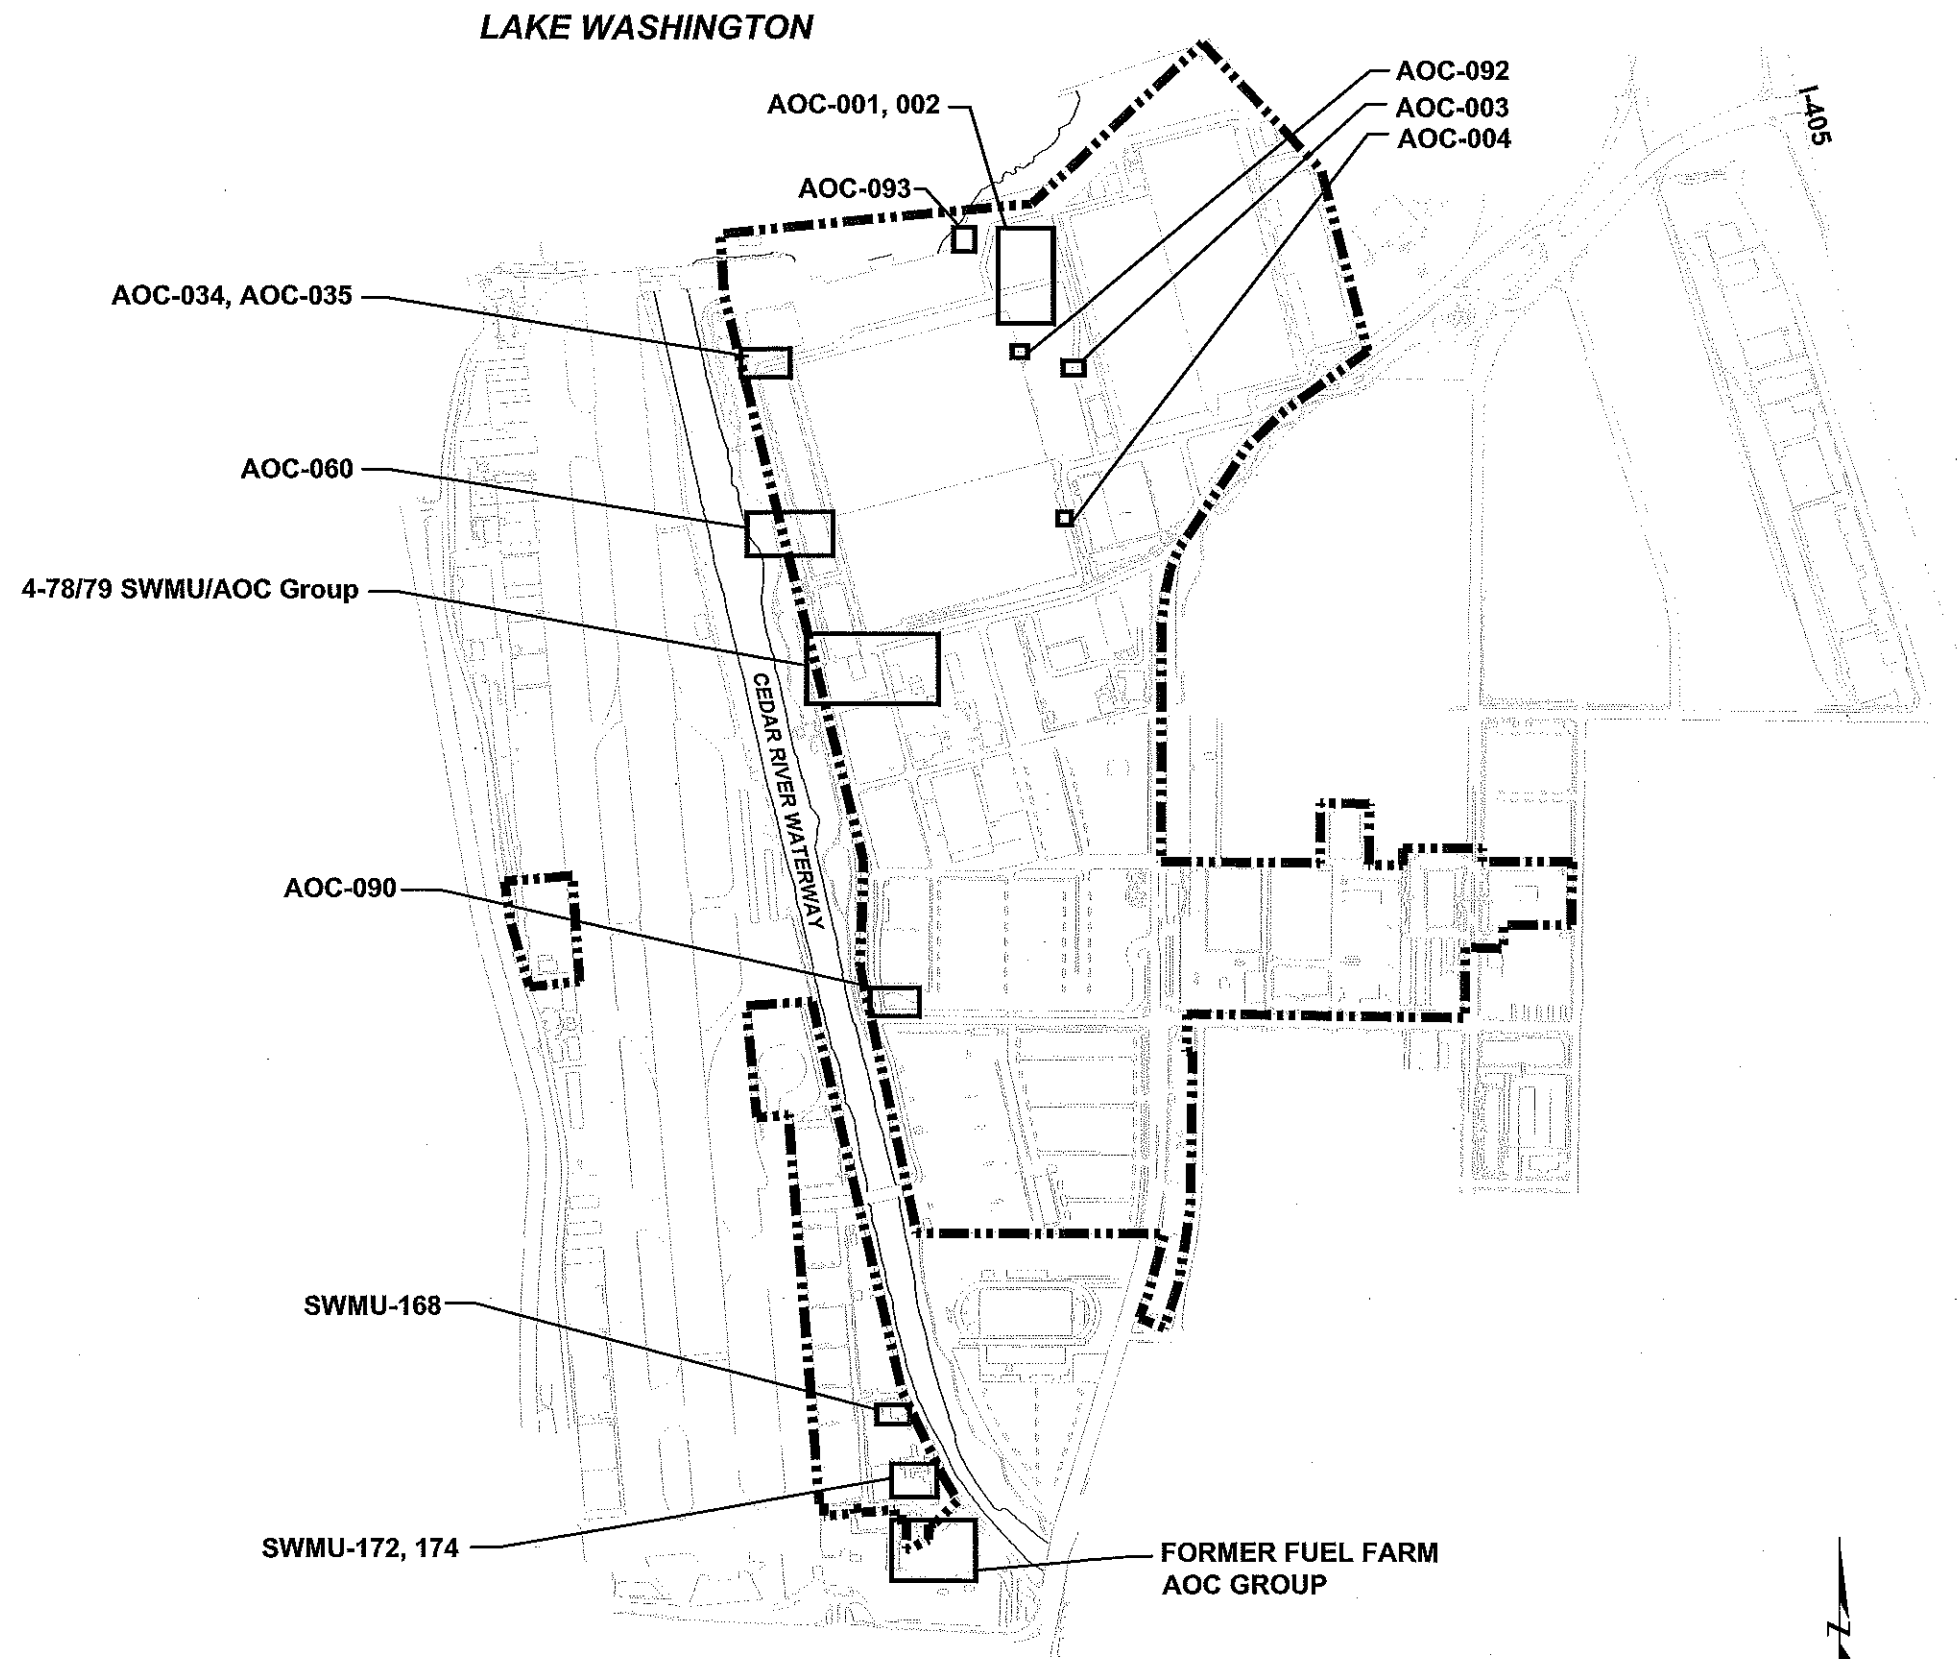 LAKE WASHINGTON
AOC-092
AOC-001, 002
AOC-003
AOC-004
I-405
AOC-093
AOC-034, AOC-035
AOC-060
4-78/79 SWMU/AOC Group
CEDAR RIVER WATERWAY
AOC-090
SWMU-168
SWMU-172, 174
FORMER FUEL FARM
AOC GROUP
Z